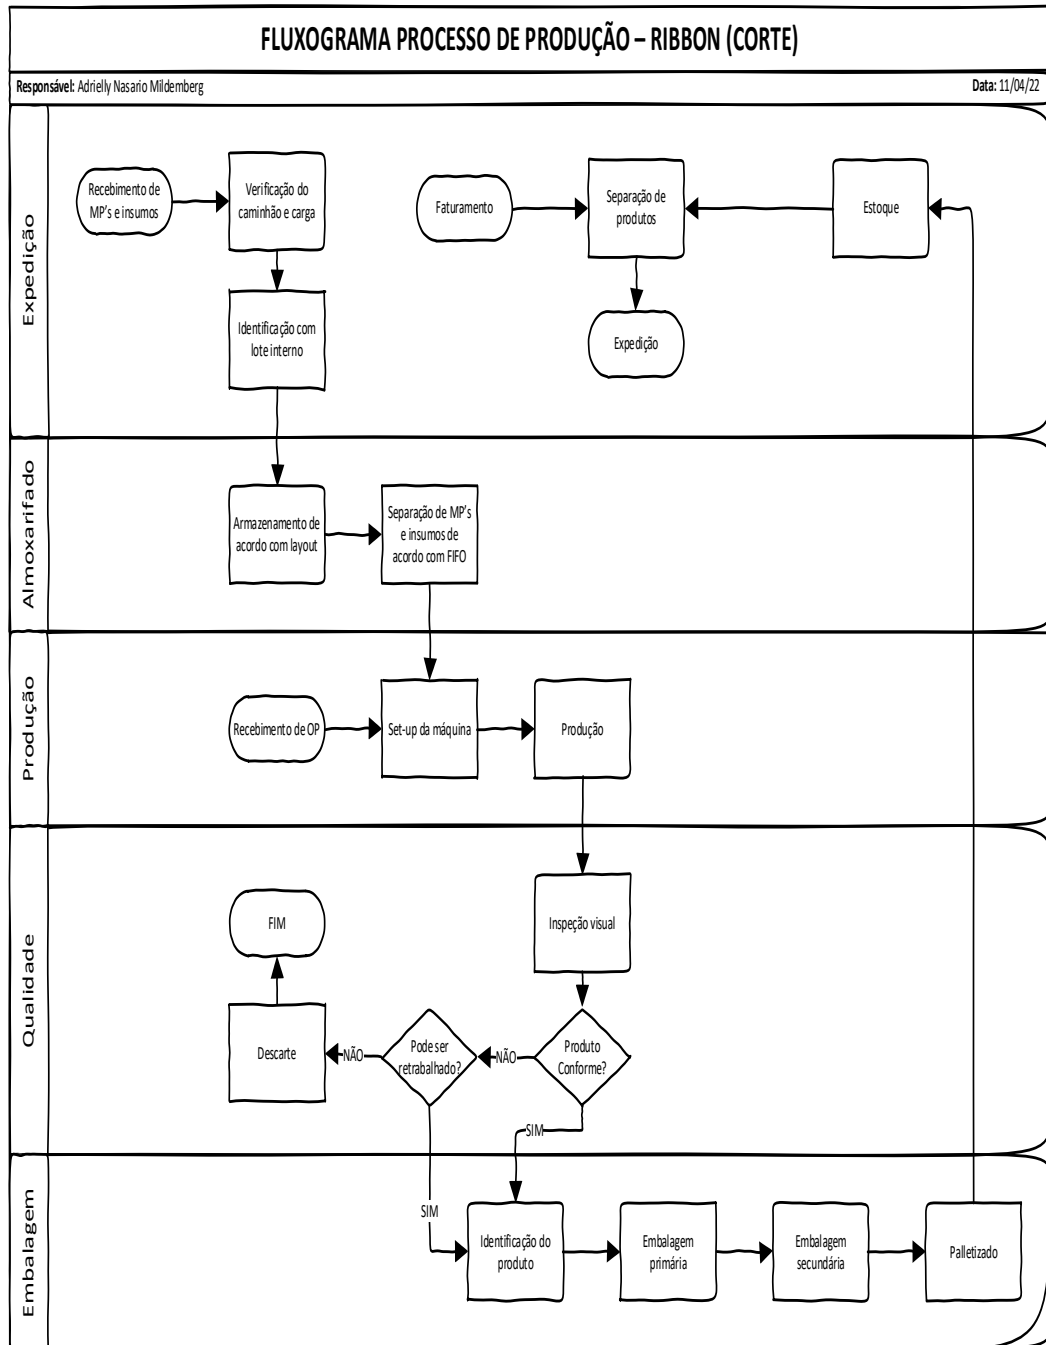 FLUXOGRAMA PROCESSO DE PRODUÇÃO – RIBBON (CORTE)
Responsável: Adrielly Nasario Mildemberg
Data: 11/04/22
Expedição
Recebimento de
MP's e insumos
Verificação do
caminhão e carga
Faturamento
Separação de
produtos
Estoque
Identificação com
lote interno
Expedição
Almoxarifado
Armazenamento de
acordo com layout
Separação de MP's
e insumos de
acordo com FIFO
Produção
Recebimento de OP
Set-up da máquina
Produção
Qualidade
FIM
Inspeção visual
Descarte
NÃO
Pode ser
retrabalhado?
NÃO
Produto
Conforme?
SIM
Embalagem
SIM
Identificação do
produto
Embalagem
primária
Embalagem
secundária
Palletizado